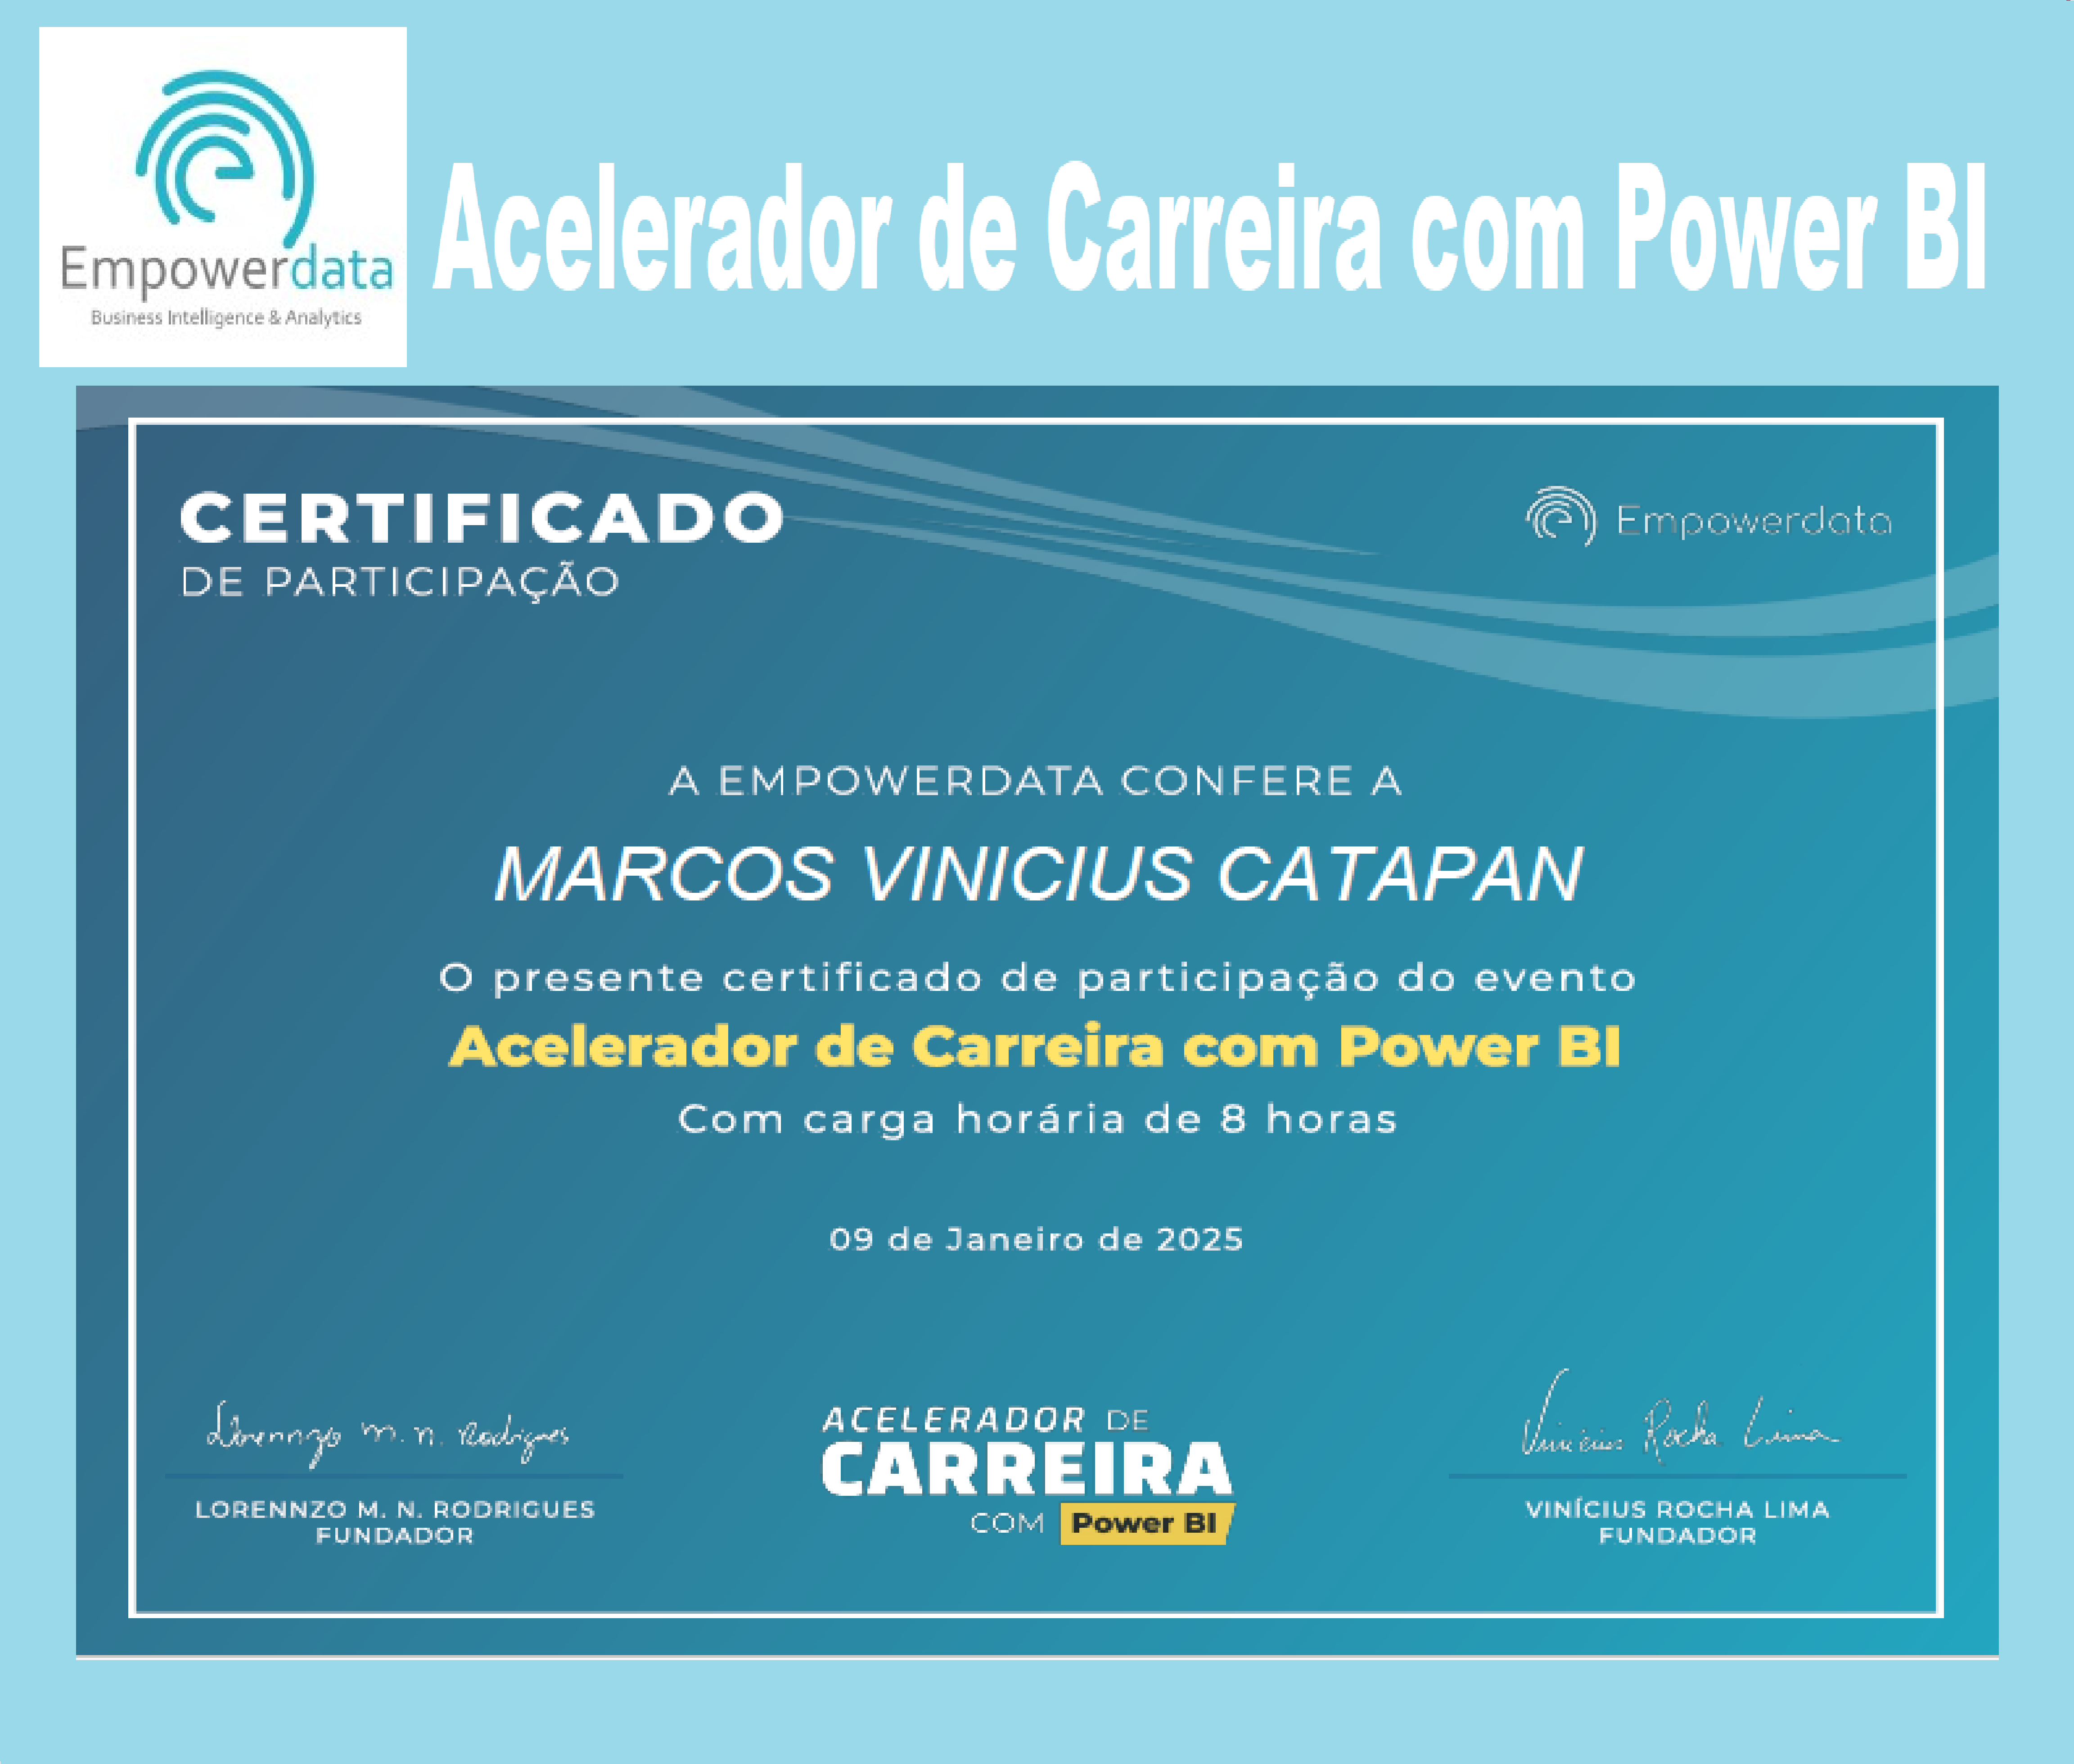 Empowerdata
Business Intelligence & Analytics
Acelerador de Carreira com Power BI
CERTIFICADO
DE PARTICIPAÇÃO
Empowerdata
A EMPOWERDATA CONFERE A
MARCOS VINICIUS CATAPAN
O presente certificado de participação do evento
Acelerador de Carreira com Power BI
Com carga horária de 8 horas
09 de Janeiro de 2025
Lorennzo M. N. Rodrigues
LORENNZO M. N. RODRIGUES
FUNDADOR
ACELERADOR DE
CARREIRA
COM Power BI
Vinícius Rocha Lima
VINÍCIUS ROCHA LIMA
FUNDADOR